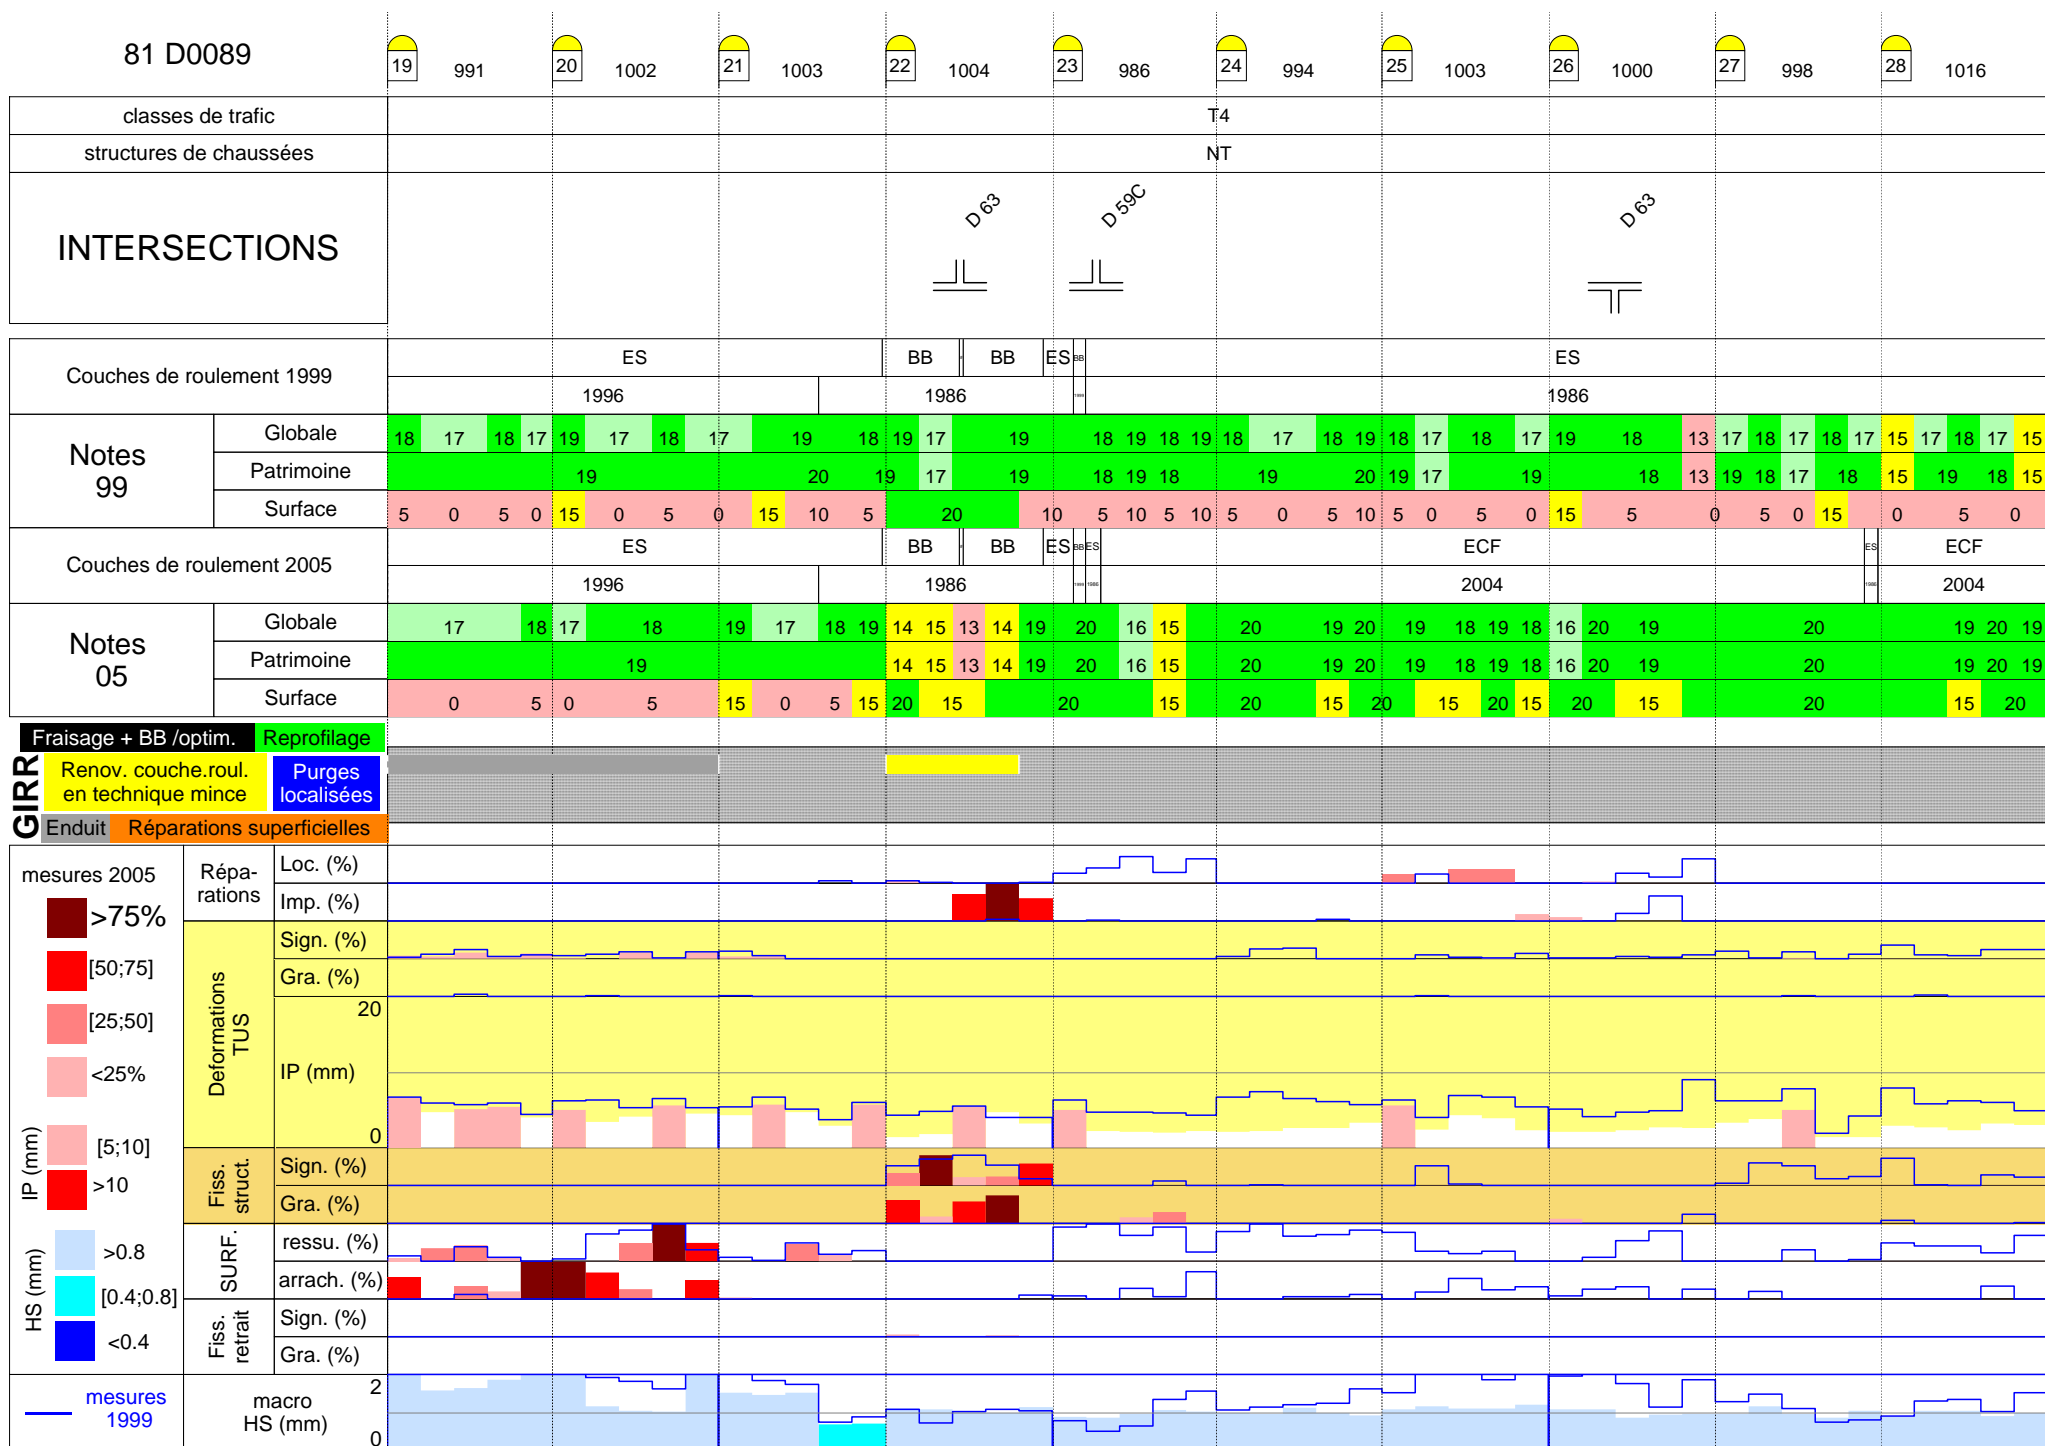 81 D0089
19 991 20 1002 21 1003 22 1004 23 986 24 994 25 1003 26 1000 27 998 28 1016
classes de trafic T4
structures de chaussées NT
INTERSECTIONS D 63 D 59C D 63
Couches de roulement 1999
ES BB BB ES BB ES
1996 1986 1986
Notes 99
Globale 18 17 18 17 19 17 18 17 19 18 19 17 19 18 19 18 19 18 17 18 19 18 17 18 17 19 18 13 17 18 17 18 17 15 17 18 17 15
Patrimoine 19 20 19 17 19 18 19 18 19 20 19 17 19 18 13 19 18 17 18 15 19 18 15
Surface 5 0 5 0 15 0 5 0 15 10 5 20 10 5 10 5 10 5 0 5 10 5 0 5 0 15 5 0 5 0 15 0 5 0
Couches de roulement 2005
ES BB BB ES BB ES ECF ES ECF
1996 1986 2004 2004
Notes 05
Globale 17 18 17 18 19 17 18 19 14 15 13 14 19 20 16 15 20 19 20 19 18 19 18 16 20 19 20 19 20 19
Patrimoine 19 14 15 13 14 19 20 16 15 20 19 20 19 18 19 18 16 20 19 20 19 20 19
Surface 0 5 0 5 15 0 5 15 20 15 20 15 20 15 20 15 20 15 20 15 20 15 20
GIRR
Fraisage + BB /optim. Reprofilage
Renov. couche.roul.
en technique mince
Purges
localisées
Enduit Réparations superficielles
mesures 2005
>75%
[50;75]
[25;50]
<25%
IP (mm)
[5;10]
>10
HS (mm)
>0.8
[0.4;0.8]
<0.4
mesures
1999
Répa-
rations
Loc. (%)
Imp. (%)
Deformations
TUS
Sign. (%)
Gra. (%)
20
IP (mm)
0
Fiss.
struct.
Sign. (%)
Gra. (%)
SURF.
ressu. (%)
arrach. (%)
Fiss.
retrait
Sign. (%)
Gra. (%)
macro
HS (mm)
2
0